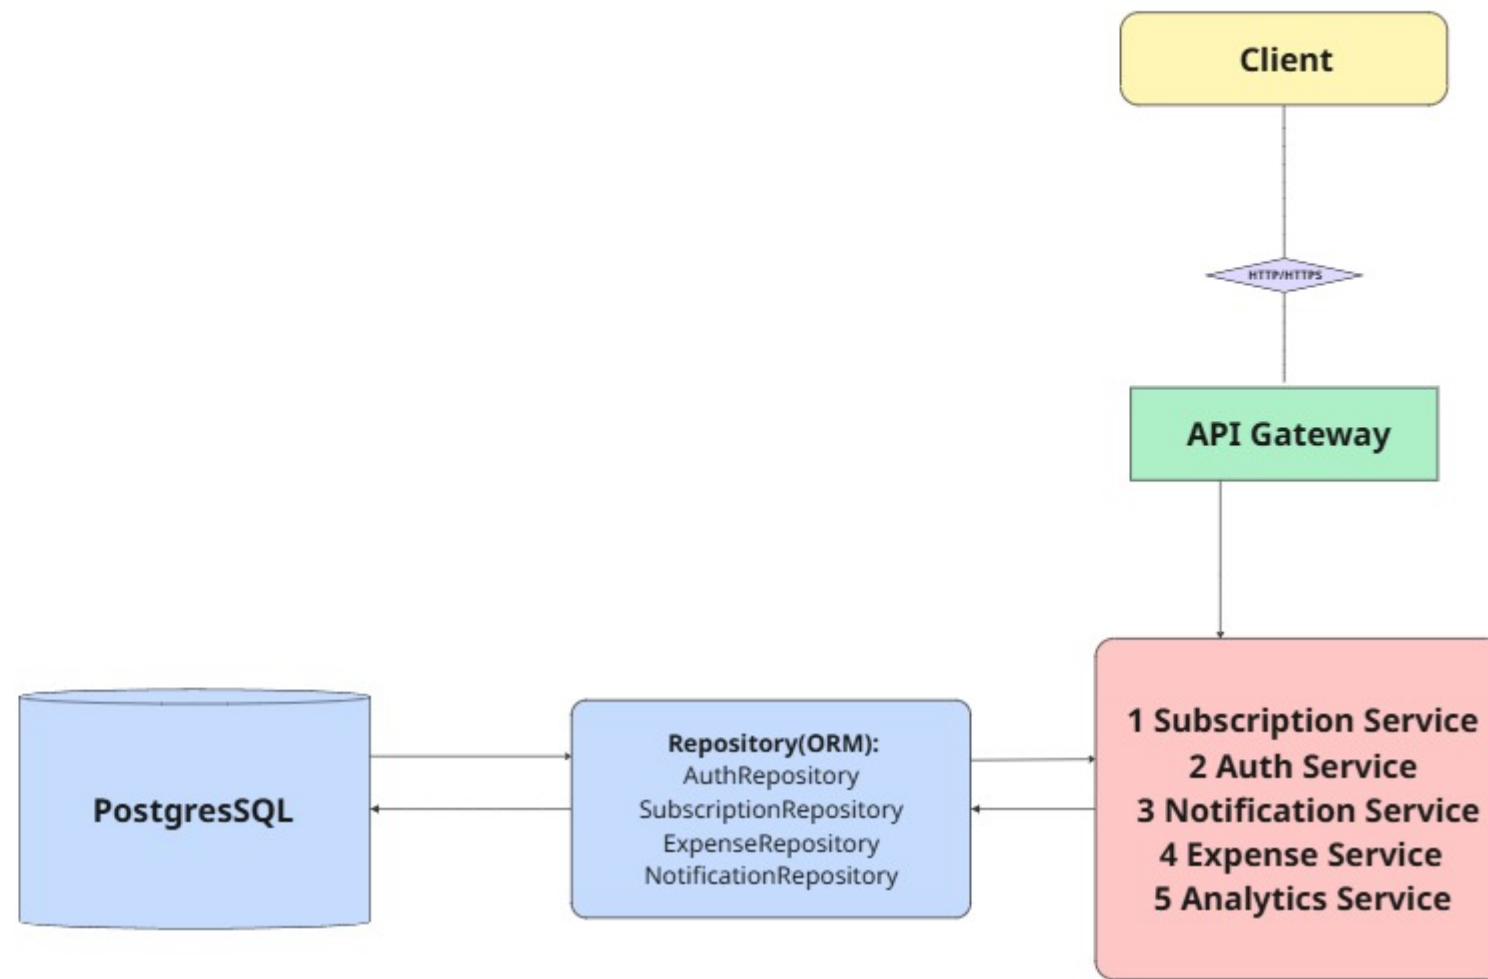 Client
HTTP/HTTPS
API Gateway
1 Subscription Service
2 Auth Service
3 Notification Service
4 Expense Service
5 Analytics Service
Repository(ORM):
AuthRepository
SubscriptionRepository
ExpenseRepository
NotificationRepository
PostgresSQL